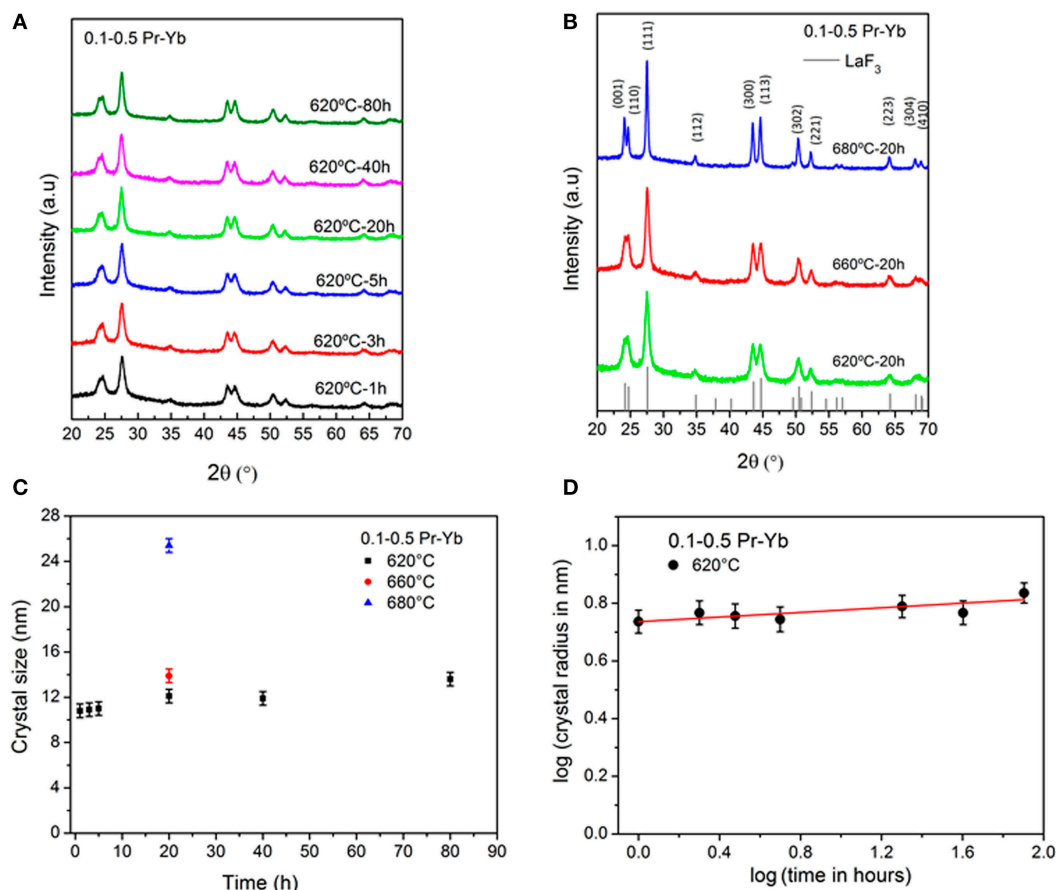 A
0.1-0.5 Pr-Yb
620ºC-80h
620ºC-40h
620ºC-20h
620ºC-5h
620ºC-3h
620ºC-1h
Intensity (a.u)
20 25 30 35 40 45 50 55 60 65 70
2θ (°)
B
0.1-0.5 Pr-Yb
LaF3
(001)
(110)
(111)
(112)
(300)
(113)
(302)
(221)
(223)
(304)
(410)
680ºC-20h
660ºC-20h
620ºC-20h
Intensity (a.u)
20 25 30 35 40 45 50 55 60 65 70
2θ (°)
C
28
24
20
16
12
8
4
0
Crystal size (nm)
0.1-0.5 Pr-Yb
620°C
660°C
680°C
0 10 20 30 40 50 60 70 80 90
Time (h)
D
1.0
0.8
0.6
0.4
0.2
0.0
log (crystal radius in nm)
0.1-0.5 Pr-Yb
620°C
0.0 0.4 0.8 1.2 1.6 2.0
log (time in hours)